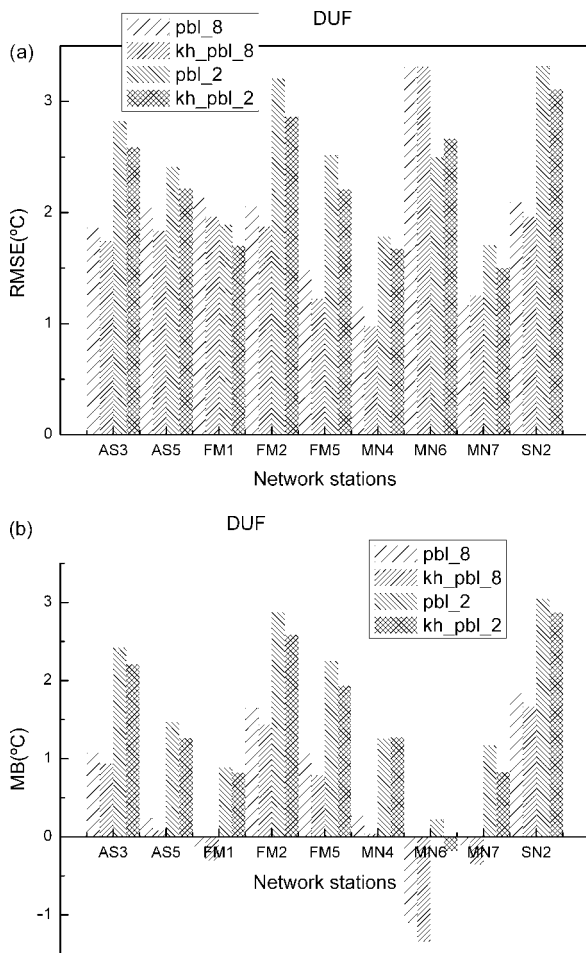 DUF
(a)
pbl_8
kh_pbl_8
pbl_2
kh_pbl_2
3
2
1
0
RMSE(ºC)
AS3 AS5 FM1 FM2 FM5 MN4 MN6 MN7 SN2
Network stations
(b)
DUF
pbl_8
kh_pbl_8
pbl_2
kh_pbl_2
3
2
1
0
-1
MB(ºC)
AS3 AS5 FM1 FM2 FM5 MN4 MN6 MN7 SN2
Network stations